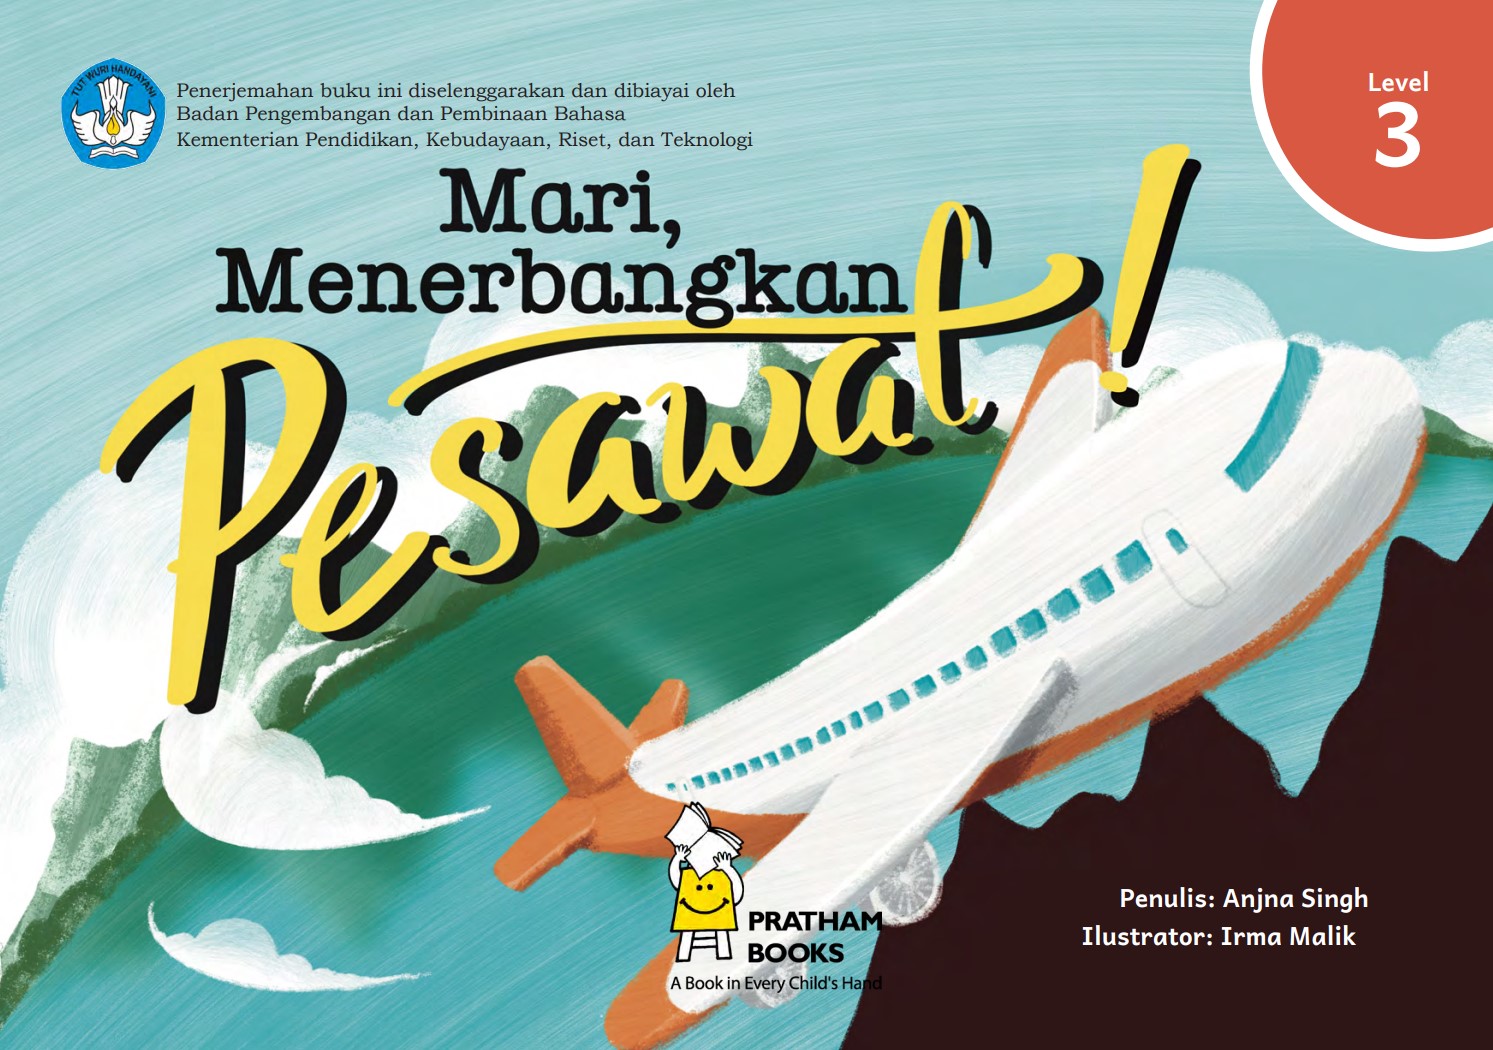 TUT WURI HANDAYANI
Penerjemahan buku ini diselenggarakan dan dibiayai oleh
Badan Pengembangan dan Pembinaan Bahasa
Kementerian Pendidikan, Kebudayaan, Riset, dan Teknologi
Level
3
Mari,
Menerbangkan
Pesawat!
Penulis: Anjna Singh
Ilustrator: Irma Malik
PRATHAM
BOOKS
A Book in Every Child's Hand